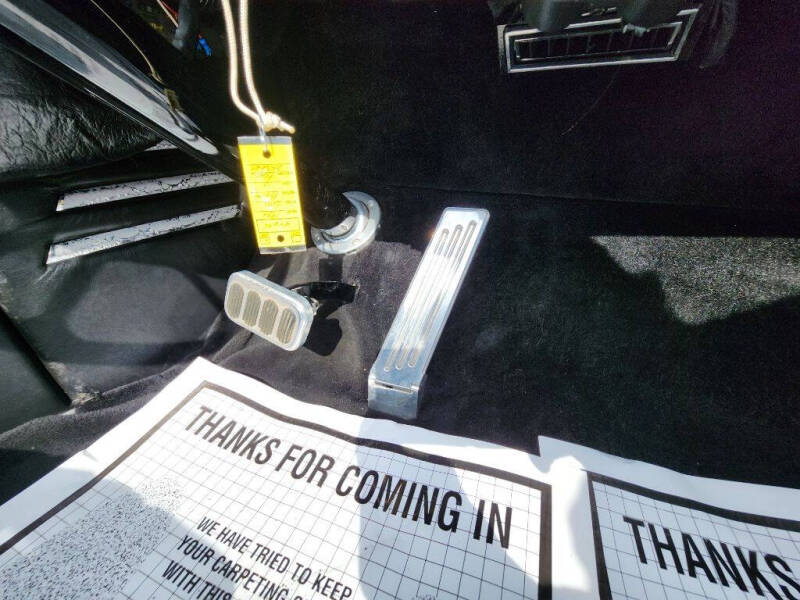 THANKS FOR COMING IN
WE HAVE TRIED TO KEEP
YOUR CARPETING
WITH THIS
THANKS